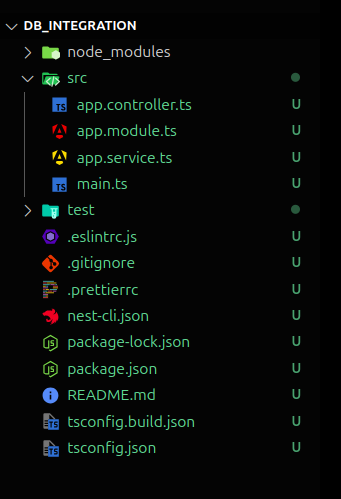 DB_INTEGRATION
node_modules
src
app.controller.ts U
app.module.ts U
app.service.ts U
main.ts U
test
.eslintrc.js U
.gitignore U
.prettierrc U
nest-cli.json U
package-lock.json U
package.json U
README.md U
tsconfig.build.json U
tsconfig.json U